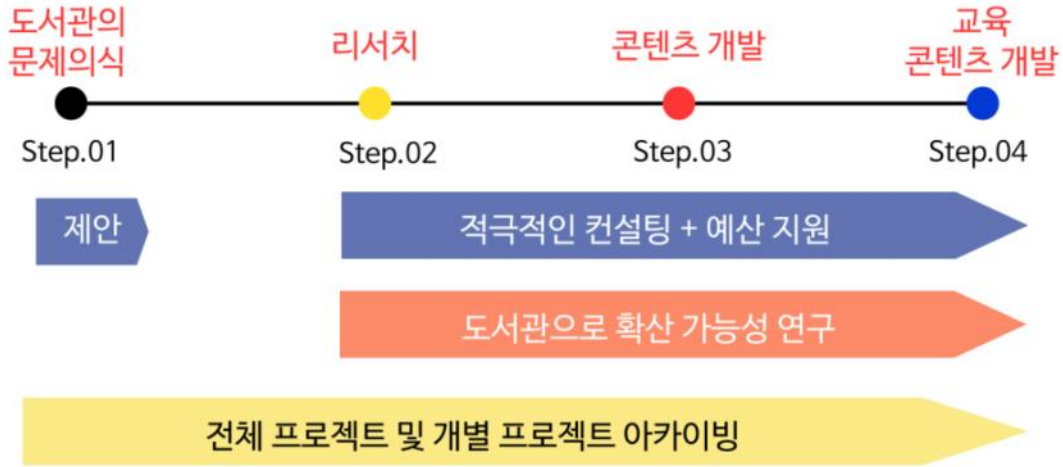 도서관의
문제의식
리서치
콘텐츠 개발
교육
콘텐츠 개발
Step.01
Step.02
Step.03
Step.04
제안
적극적인 컨설팅 + 예산 지원
도서관으로 확산 가능성 연구
전체 프로젝트 및 개별 프로젝트 아카이빙